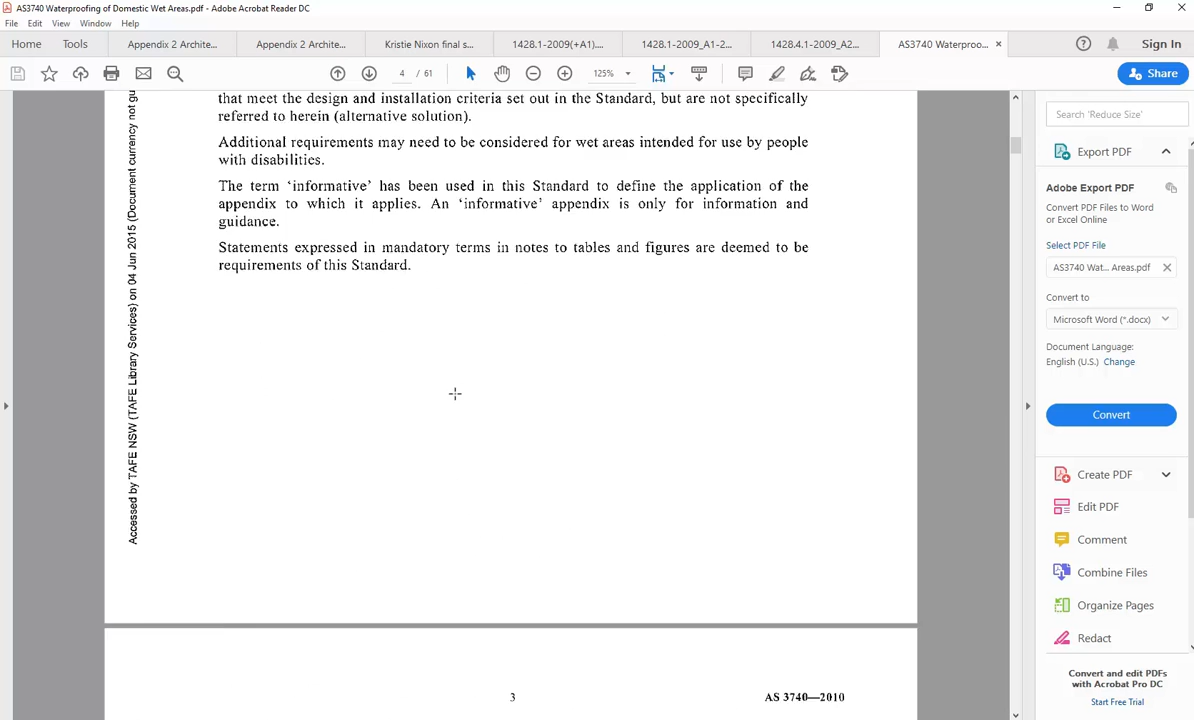 AS3740 Waterproofing of Domestic Wet Areas.pdf - Adobe Acrobat Reader DC
File Edit View Window Help
Home Tools Appendix 2 Archite... Appendix 2 Archite... Kristie Nixon final s... 1428.1-2009(+A1).... 1428.1-2009_A1-2... 1428.4.1-2009_A2... AS3740 Waterproo... × Sign In
4 / 61 125% Share
that meet the design and installation criteria set out in the Standard, but are not specifically
referred to herein (alternative solution).
Additional requirements may need to be considered for wet areas intended for use by people
with disabilities.
The term ‘informative’ has been used in this Standard to define the application of the
appendix to which it applies. An ‘informative’ appendix is only for information and
guidance.
Statements expressed in mandatory terms in notes to tables and figures are deemed to be
requirements of this Standard.
Accessed by TAFE NSW (TAFE Library Services) on 04 Jun 2015 (Document currency not gu
3 AS 3740—2010
Search 'Reduce Size'
Export PDF
Adobe Export PDF
Convert PDF Files to Word
or Excel Online
Select PDF File
AS3740 Wat... Areas.pdf ×
Convert to
Microsoft Word (*.docx)
Document Language:
English (U.S.) Change
Convert
Create PDF
Edit PDF
Comment
Combine Files
Organize Pages
Redact
Convert and edit PDFs
with Acrobat Pro DC
Start Free Trial